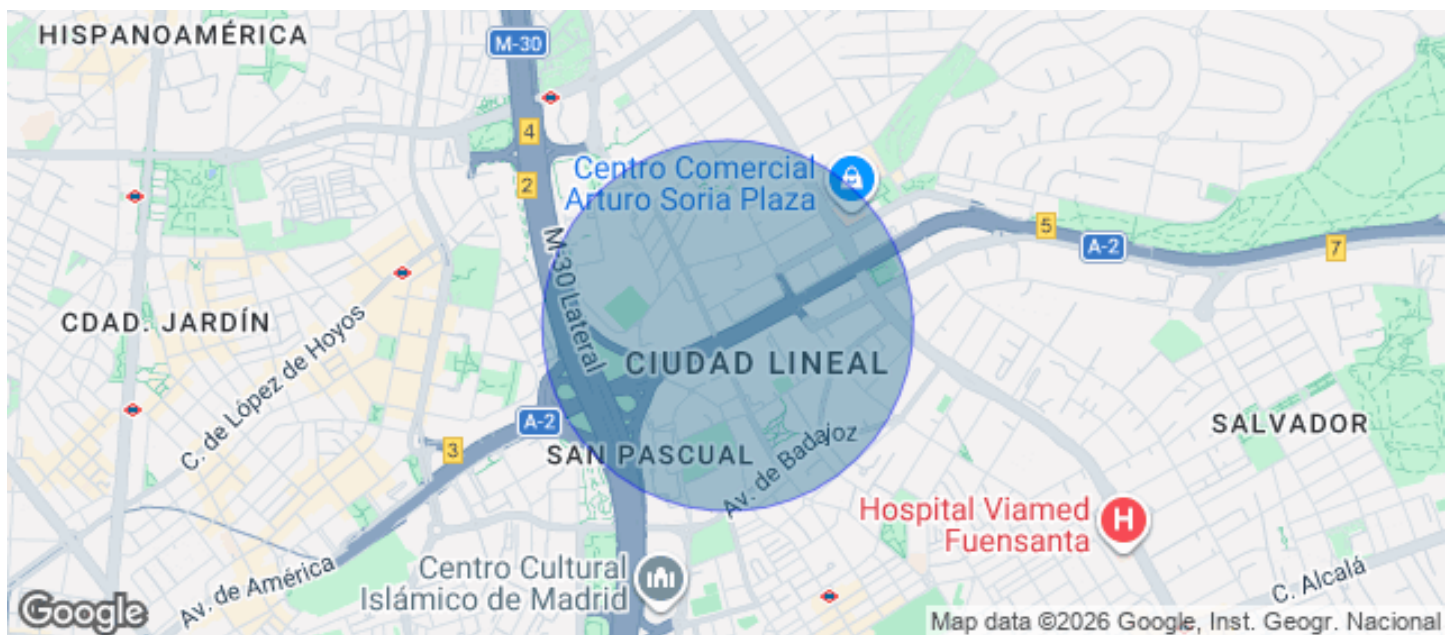 HISPANOAMÉRICA
M-30
4
2
Centro Comercial
Arturo Soria Plaza
5
A-2
7
M-30 Lateral
CDAD. JARDÍN
C. de López de Hoyos
CIUDAD LINEAL
A-2
3
SAN PASCUAL
Av. de Badajoz
SALVADOR
Hospital Viamed
Fuensanta
H
Centro Cultural
Islámico de Madrid
Av. de América
C. Alcalá
Google
Map data ©2026 Google, Inst. Geogr. Nacional